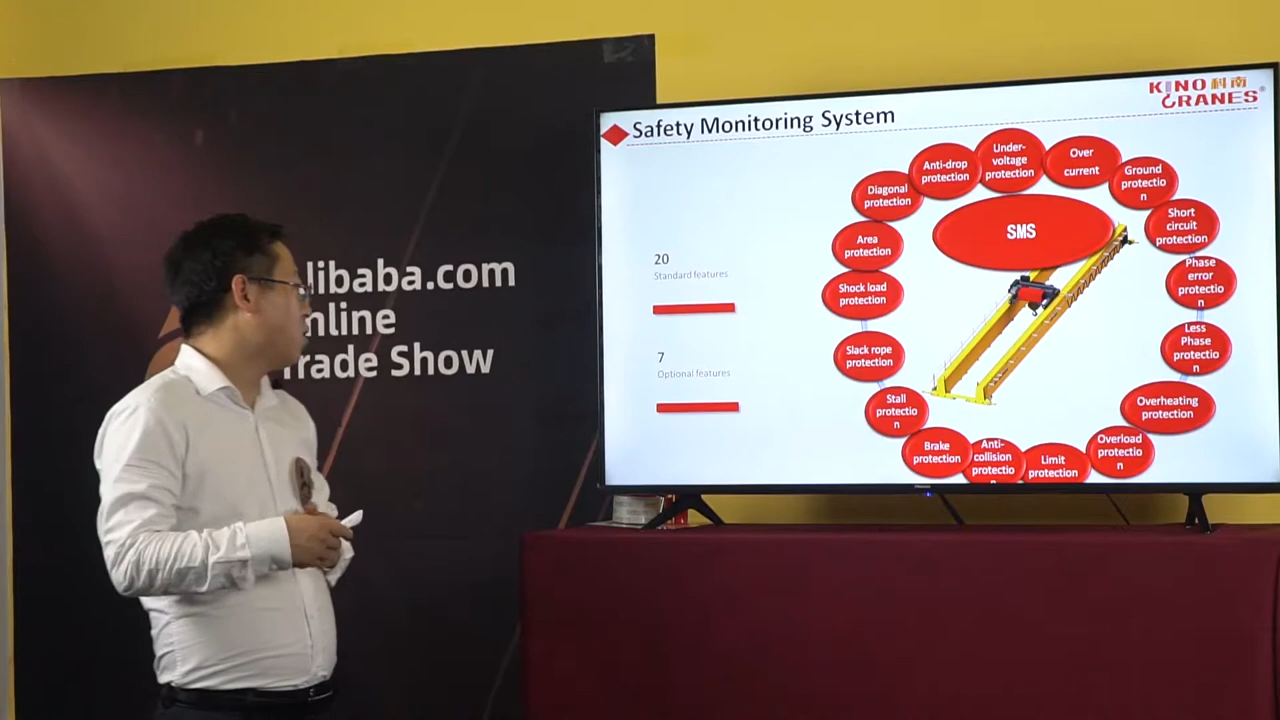 libaba.com
nline
rade Show
KINO 科尼
CRANES®
Safety Monitoring System
20
Standard features
7
Optional features
SMS
Under-
voltage
protection
Over
current
Ground
protectio
n
Short
circuit
protection
Phase
error
protectio
n
Less
Phase
protectio
n
Overheating
protection
Overload
protectio
n
Limit
protection
Anti-
collision
protectio
Brake
protection
Stall
protectio
n
Slack rope
protection
Shock load
protection
Area
protection
Diagonal
protection
Anti-drop
protection
Hisense